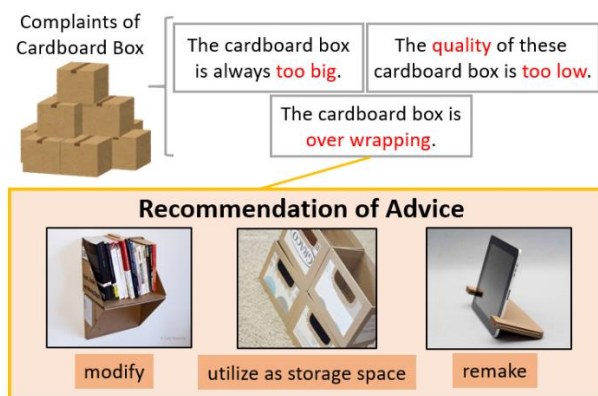 Complaints of
Cardboard Box
The cardboard box
is always too big.
The quality of these
cardboard box is too low.
The cardboard box is
over wrapping.
Recommendation of Advice
modify
utilize as storage space
remake